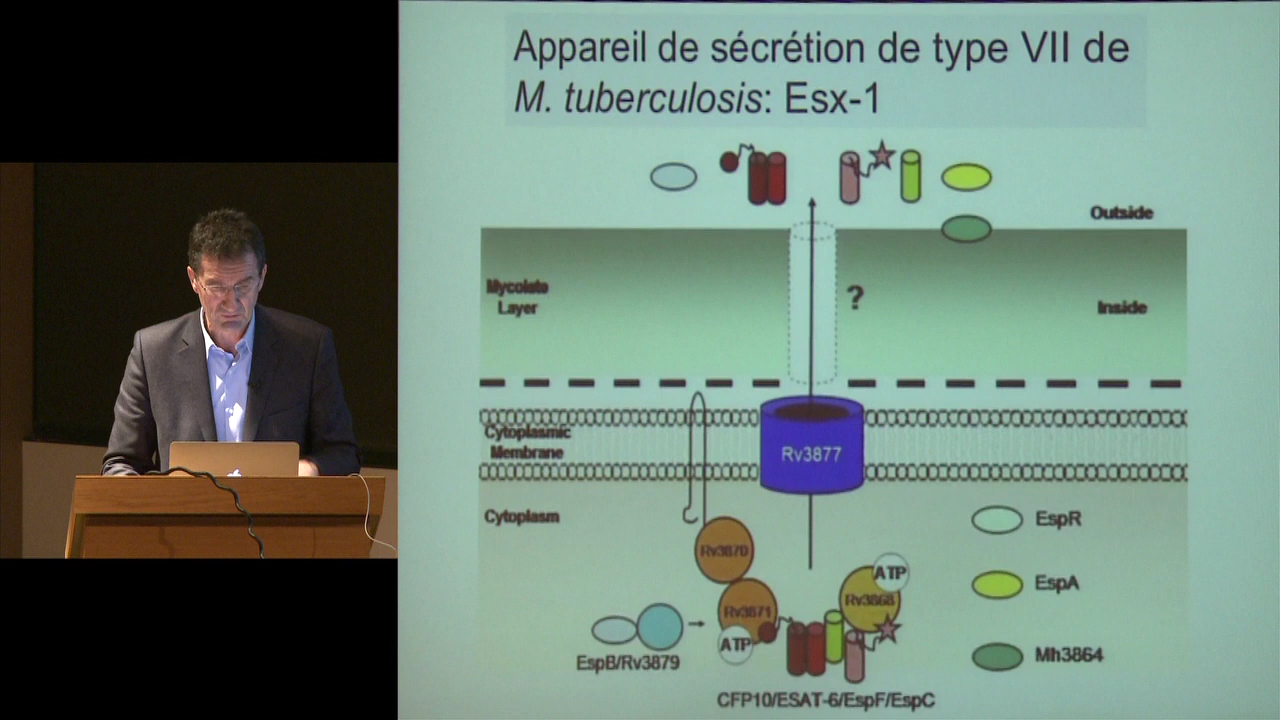 Appareil de sécrétion de type VII de
M. tuberculosis: Esx-1
Outside
Mycolate
Layer
?
Inside
Cytoplasmic
Membrane
Rv3877
Cytoplasm
EspR
Rv3870
ATP
EspA
Rv3868
Rv3871
ATP
EspB/Rv3879
Mh3864
CFP10/ESAT-6/EspF/EspC